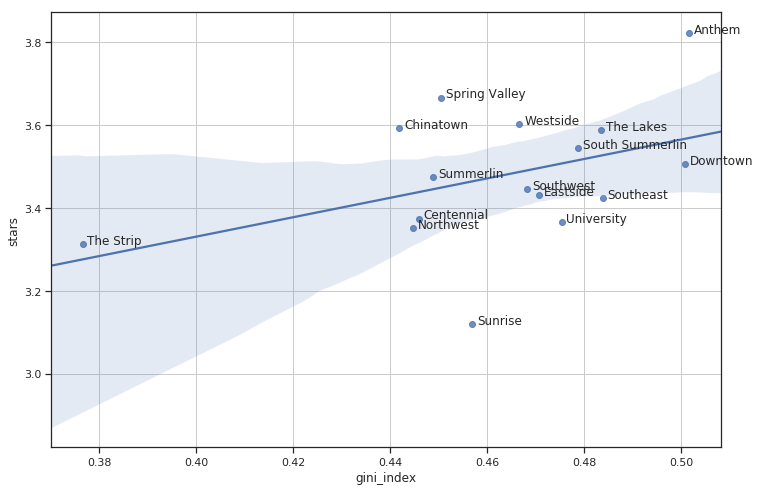 Anthem
3.8
Spring Valley
3.6
Chinatown
Westside
The Lakes
South Summerlin
Downtown
Summerlin
Southwest
Eastside
Southeast
3.4
Centennial
Northwest
University
The Strip
3.2
Sunrise
3.0
stars
0.38 0.40 0.42 0.44 0.46 0.48 0.50
gini_index